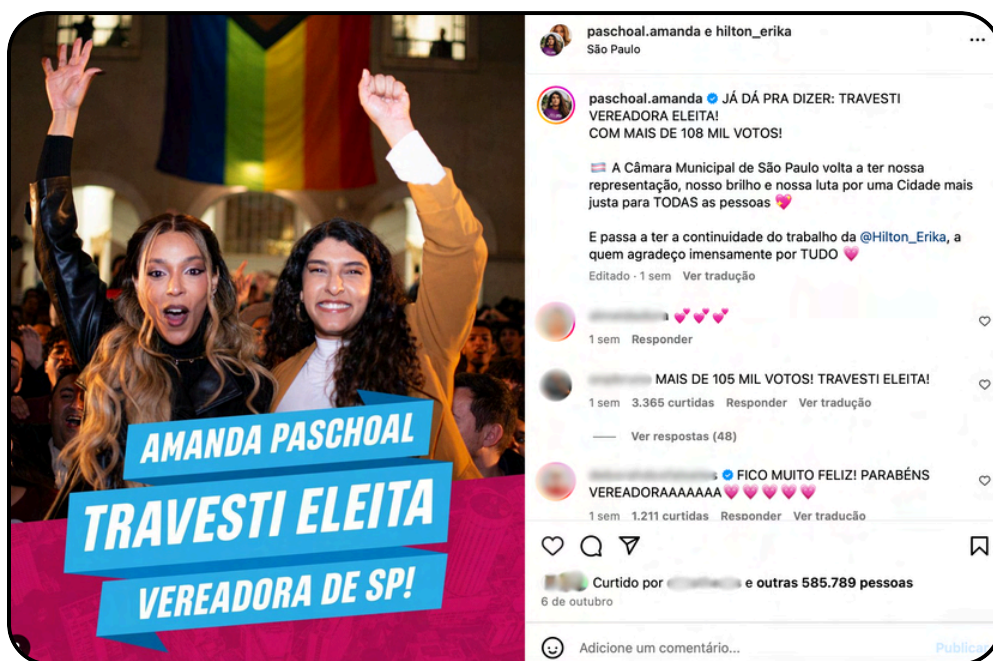 AMANDA PASCHOAL
TRAVESTI ELEITA
VEREADORA DE SP!
paschoal.amanda e hilton_erika
São Paulo
paschoal.amanda JÁ DÁ PRA DIZER: TRAVESTI
VEREADORA ELEITA!
COM MAIS DE 108 MIL VOTOS!
🏳️‍⚧️ A Câmara Municipal de São Paulo volta a ter nossa
representação, nosso brilho e nossa luta por uma Cidade mais
justa para TODAS as pessoas 💖
E passa a ter a continuidade do trabalho da @Hilton_Erika, a
quem agradeço imensamente por TUDO 💗
Editado · 1 sem Ver tradução
💕💕💕
1 sem Responder
MAIS DE 105 MIL VOTOS! TRAVESTI ELEITA!
1 sem 3.365 curtidas Responder Ver tradução
Ver respostas (48)
FICO MUITO FELIZ! PARABÉNS
VEREADORAAAAAAA 💗💗💗💗💗
1 sem 1.211 curtidas Responder Ver tradução
Curtido por e outras 585.789 pessoas
6 de outubro
Adicione um comentário...